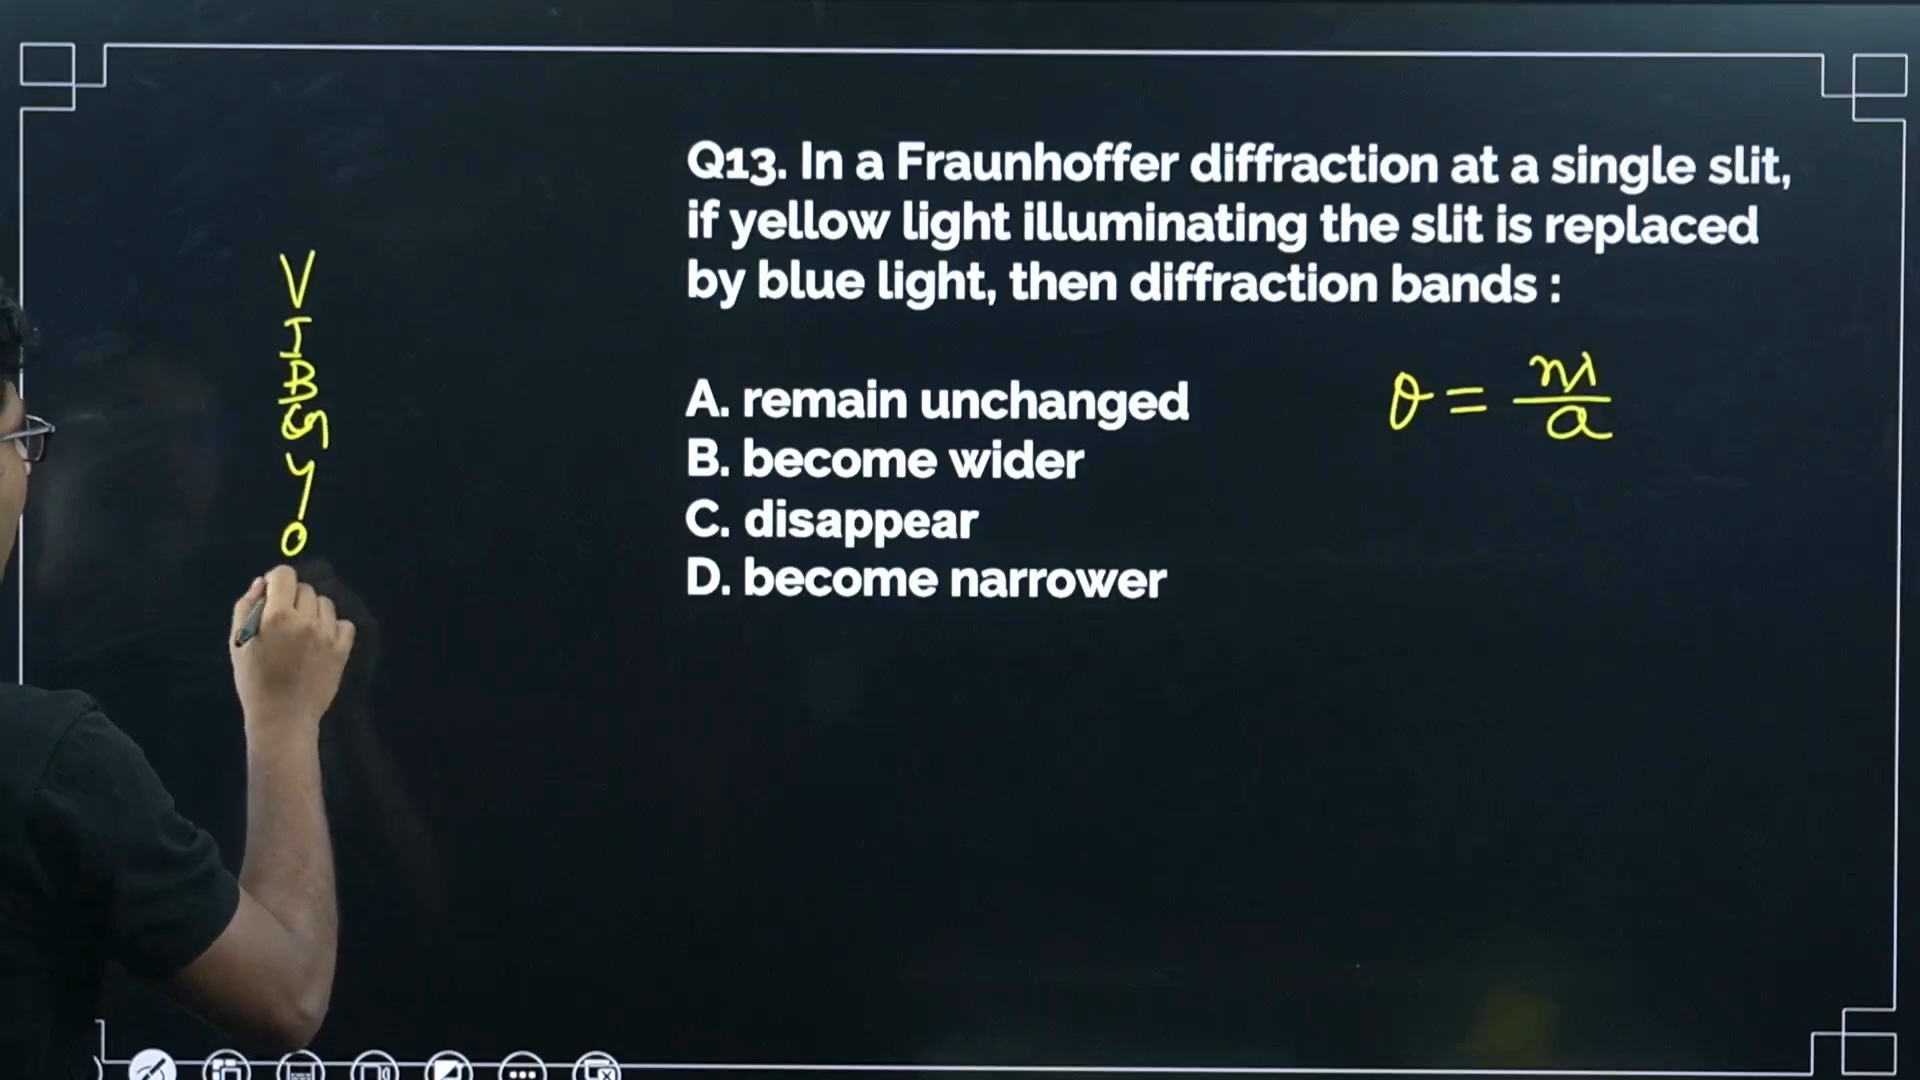 Q13. In a Fraunhoffer diffraction at a single slit,
if yellow light illuminating the slit is replaced
by blue light, then diffraction bands :
A. remain unchanged
B. become wider
C. disappear
D. become narrower
θ = nλ/a
V
I
B
G
Y
O